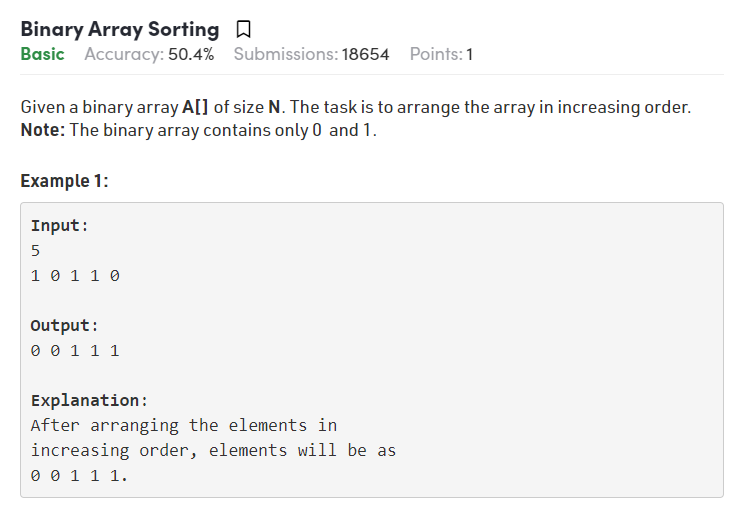 Binary Array Sorting
Basic Accuracy: 50.4% Submissions: 18654 Points: 1
Given a binary array A[] of size N. The task is to arrange the array in increasing order.
Note: The binary array contains only 0 and 1.
Example 1:
Input:
5
1 0 1 1 0
Output:
0 0 1 1 1
Explanation:
After arranging the elements in
increasing order, elements will be as
0 0 1 1 1.